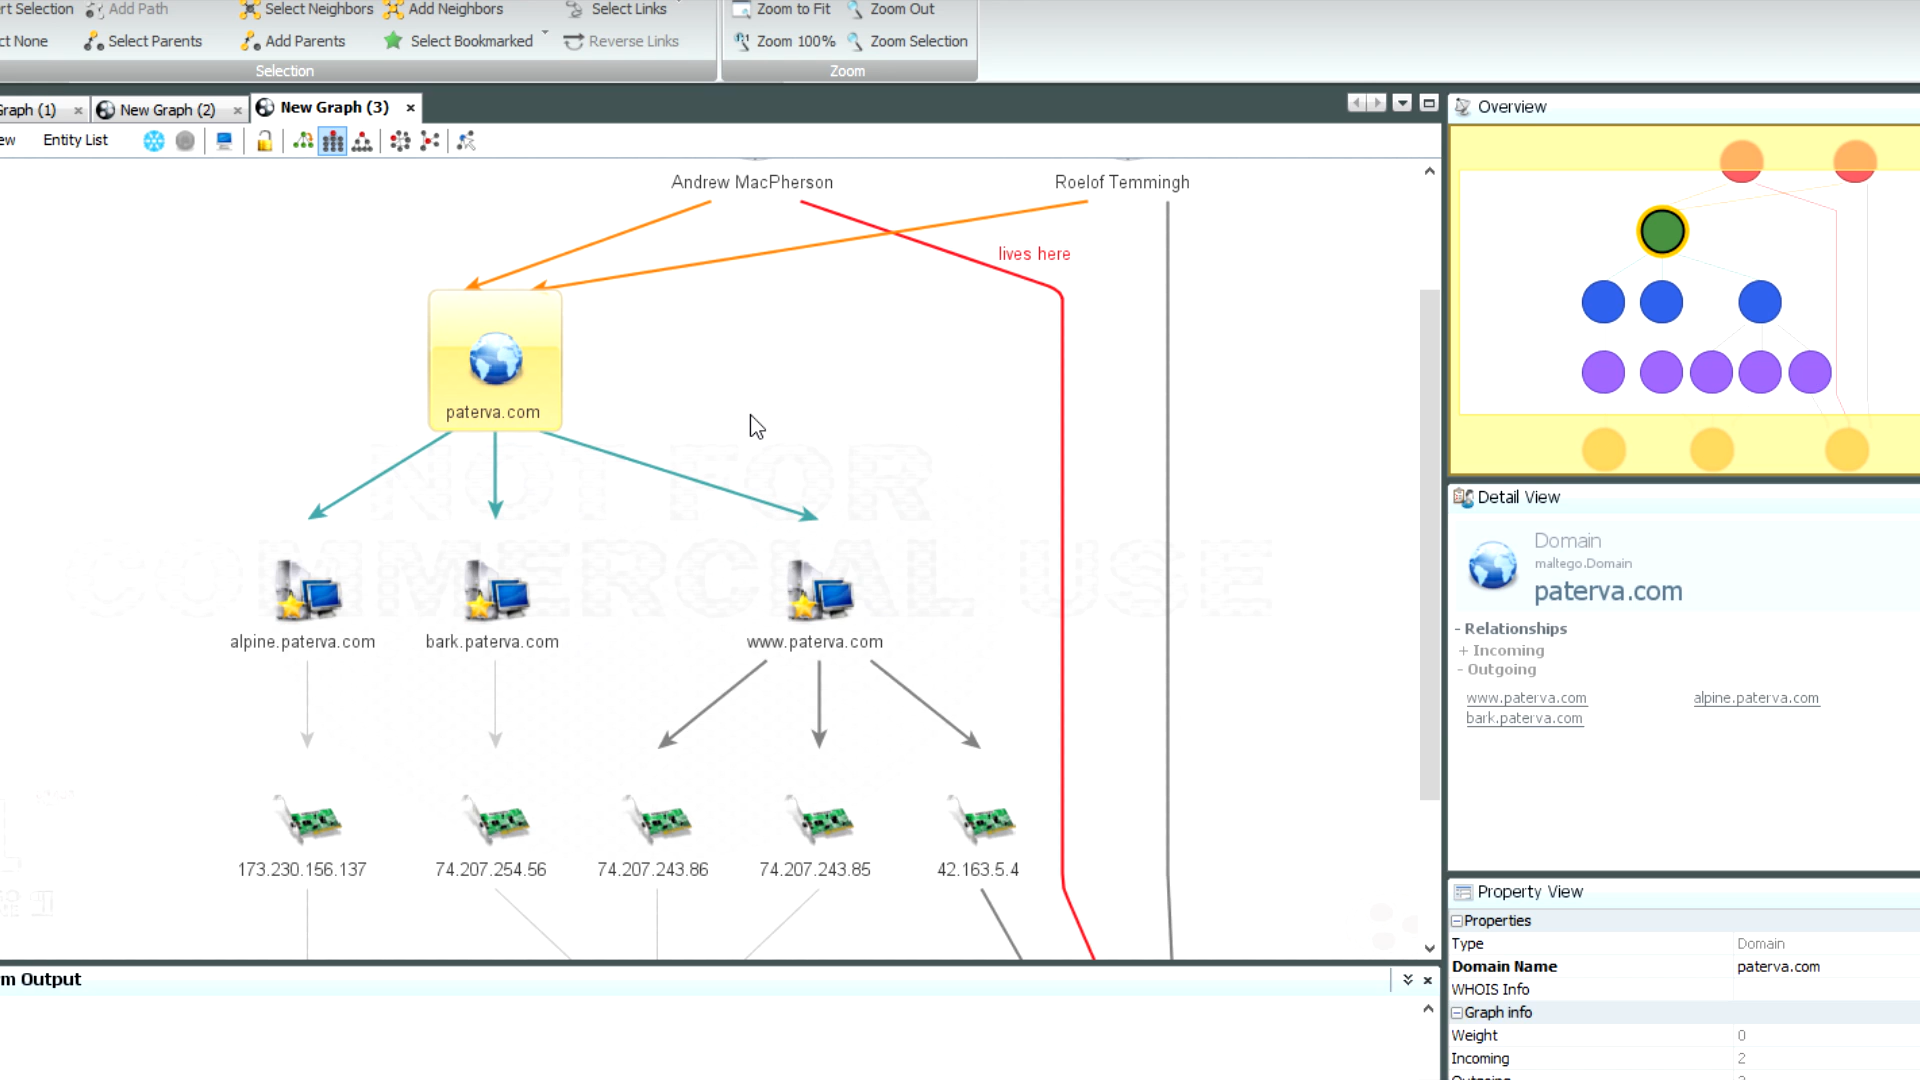 rt Selection Add Path Select Neighbors Add Neighbors Select Links Zoom to Fit Zoom Out
ct None Select Parents Add Parents Select Bookmarked Reverse Links Zoom 100% Zoom Selection
Selection Zoom
Graph (1) New Graph (2) New Graph (3)
Overview
ew Entity List
Andrew MacPherson Roelof Temmingh
lives here
paterva.com
NOT FOR
COMMERCIAL USE
alpine.paterva.com bark.paterva.com www.paterva.com
173.230.156.137 74.207.254.56 74.207.243.86 74.207.243.85 42.163.5.4
m Output
Detail View
Domain
maltego.Domain
paterva.com
- Relationships
+ Incoming
- Outgoing
www.paterva.com alpine.paterva.com
bark.paterva.com
Property View
Properties
Type Domain
Domain Name paterva.com
WHOIS Info
Graph info
Weight 0
Incoming 2